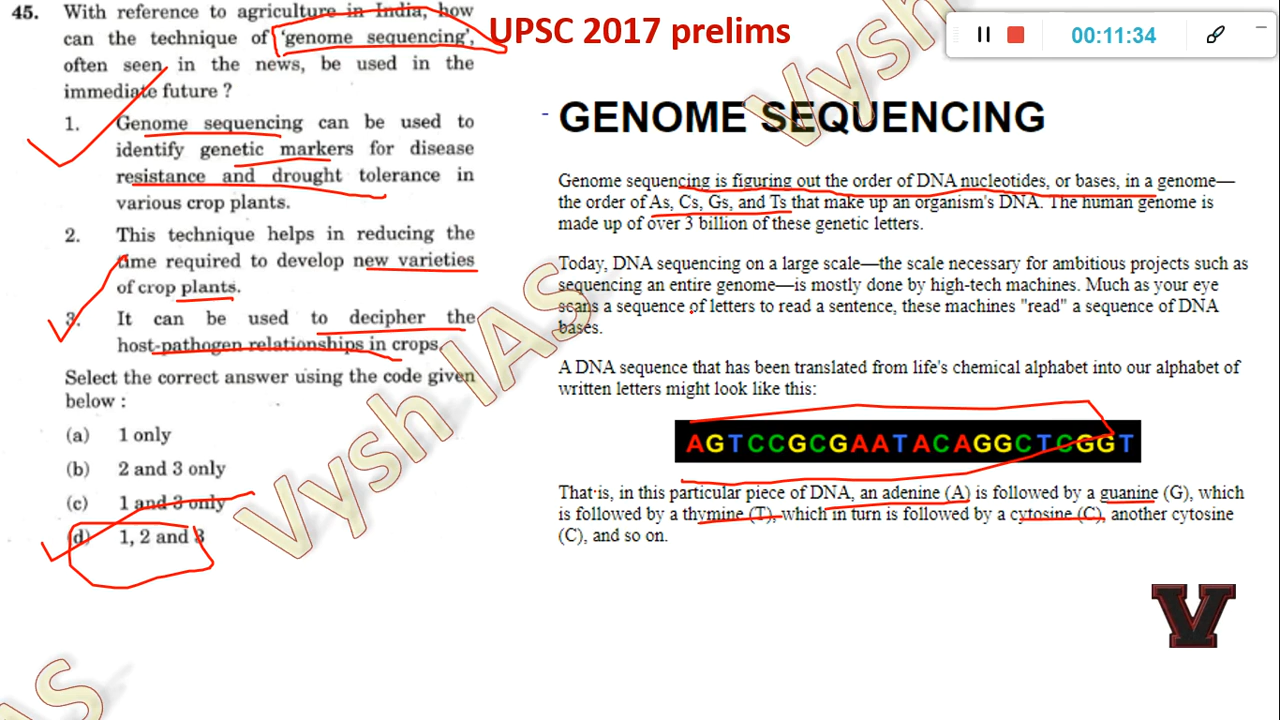 45. With reference to agriculture in India, how
can the technique of 'genome sequencing',
often seen in the news, be used in the
immediate future ?
1. Genome sequencing can be used to
identify genetic markers for disease
resistance and drought tolerance in
various crop plants.
2. This technique helps in reducing the
time required to develop new varieties
of crop plants.
3. It can be used to decipher the
host-pathogen relationships in crops.
Select the correct answer using the code given
below :
(a) 1 only
(b) 2 and 3 only
(c) 1 and 3 only
(d) 1, 2 and 3
UPSC 2017 prelims
00:11:34
- GENOME SEQUENCING
Genome sequencing is figuring out the order of DNA nucleotides, or bases, in a genome—
the order of As, Cs, Gs, and Ts that make up an organism's DNA. The human genome is
made up of over 3 billion of these genetic letters.
Today, DNA sequencing on a large scale—the scale necessary for ambitious projects such as
sequencing an entire genome—is mostly done by high-tech machines. Much as your eye
scans a sequence of letters to read a sentence, these machines "read" a sequence of DNA
bases.
A DNA sequence that has been translated from life's chemical alphabet into our alphabet of
written letters might look like this:
AGTCCGCGAATACAGGCTCGGT
That is, in this particular piece of DNA, an adenine (A) is followed by a guanine (G), which
is followed by a thymine (T), which in turn is followed by a cytosine (C), another cytosine
(C), and so on.
Vysh IAS
Vysh
AS
V